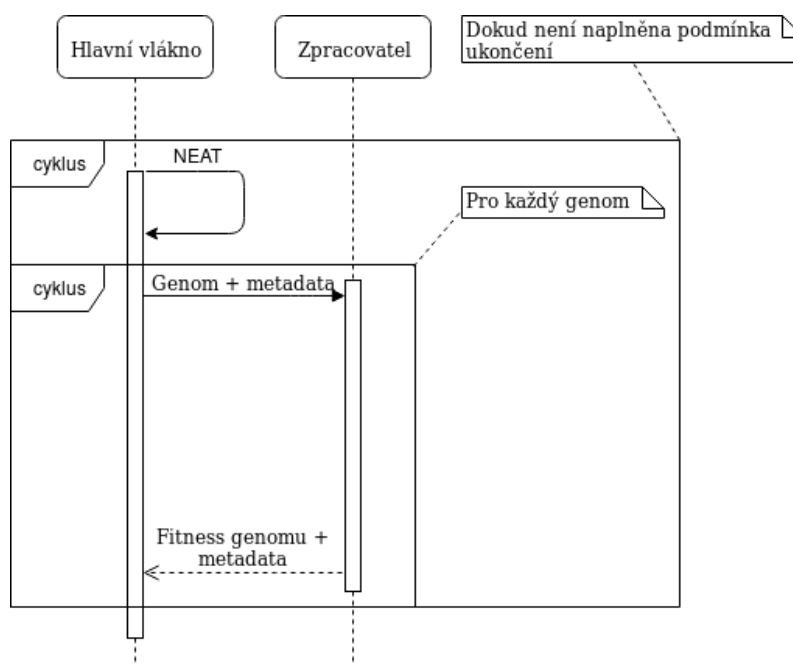 Hlavní vlákno
Zpracovatel
Dokud není naplněna podmínka
ukončení
cyklus
NEAT
Pro každý genom
cyklus
Genom + metadata
Fitness genomu +
metadata